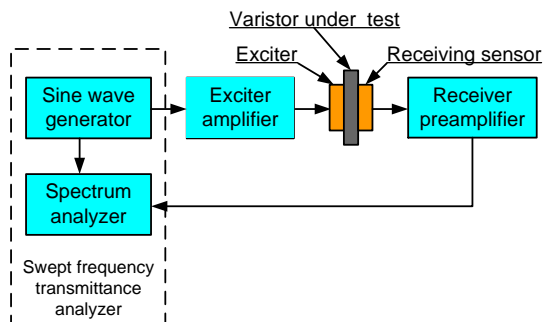 Varistor under test
Exciter
Receiving sensor
Sine wave
generator
Exciter
amplifier
Receiver
preamplifier
Spectrum
analyzer
Swept frequency
transmittance
analyzer